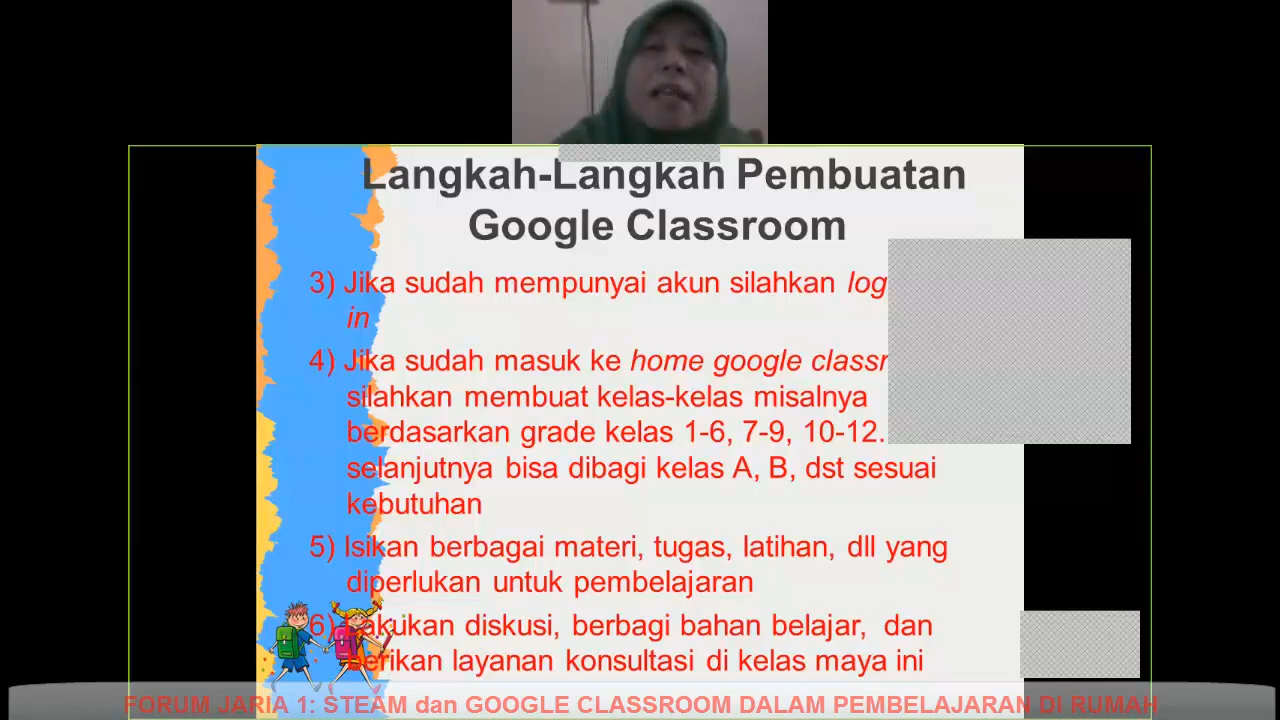 Langkah-Langkah Pembuatan
Google Classroom
3) Jika sudah mempunyai akun silahkan log
in
4) Jika sudah masuk ke home google
silahkan membuat kelas-kelas misalnya
berdasarkan grade kelas 1-6, 7-9, 10-12.
selanjutnya bisa dibagi kelas A, B, dst sesuai
kebutuhan
5) Isikan berbagai materi, tugas, latihan, dll yang
diperlukan untuk pembelajaran
6) Lakukan diskusi, berbagi bahan belajar, dan
berikan layanan konsultasi di kelas maya ini
FORUM JARIA 1: STEAM dan GOOGLE CLASSROOM DALAM PEMBELAJARAN DI RUMAH